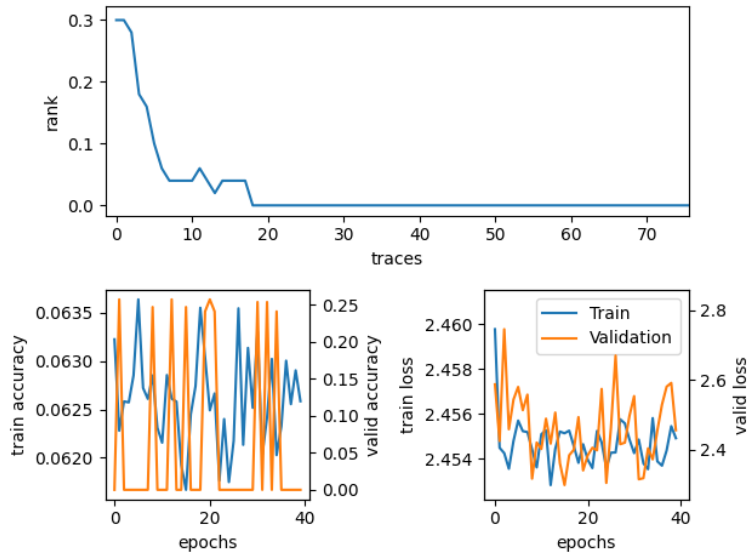 0.3
0.2
0.1
0.0
rank
0 10 20 30 40 50 60 70
traces
0.0635
0.0630
0.0625
0.0620
train accuracy
0.25
0.20
0.15
0.10
0.05
0.00
valid accuracy
0 20 40
epochs
2.460
2.458
2.456
2.454
train loss
Train
Validation
2.8
2.6
2.4
valid loss
0 20 40
epochs